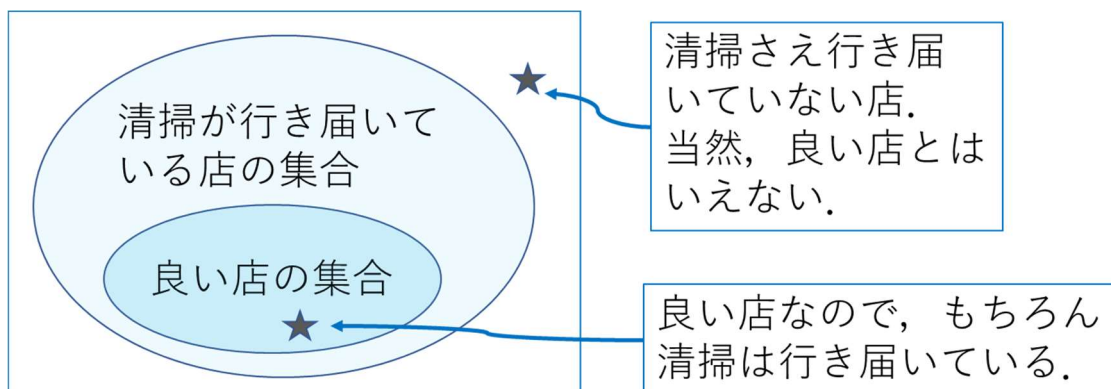 清掃が行き届いて
いる店の集合
良い店の集合
清掃さえ行き届
いていない店.
当然，良い店とは
いえない.
良い店なので，もちろん
清掃は行き届いている.